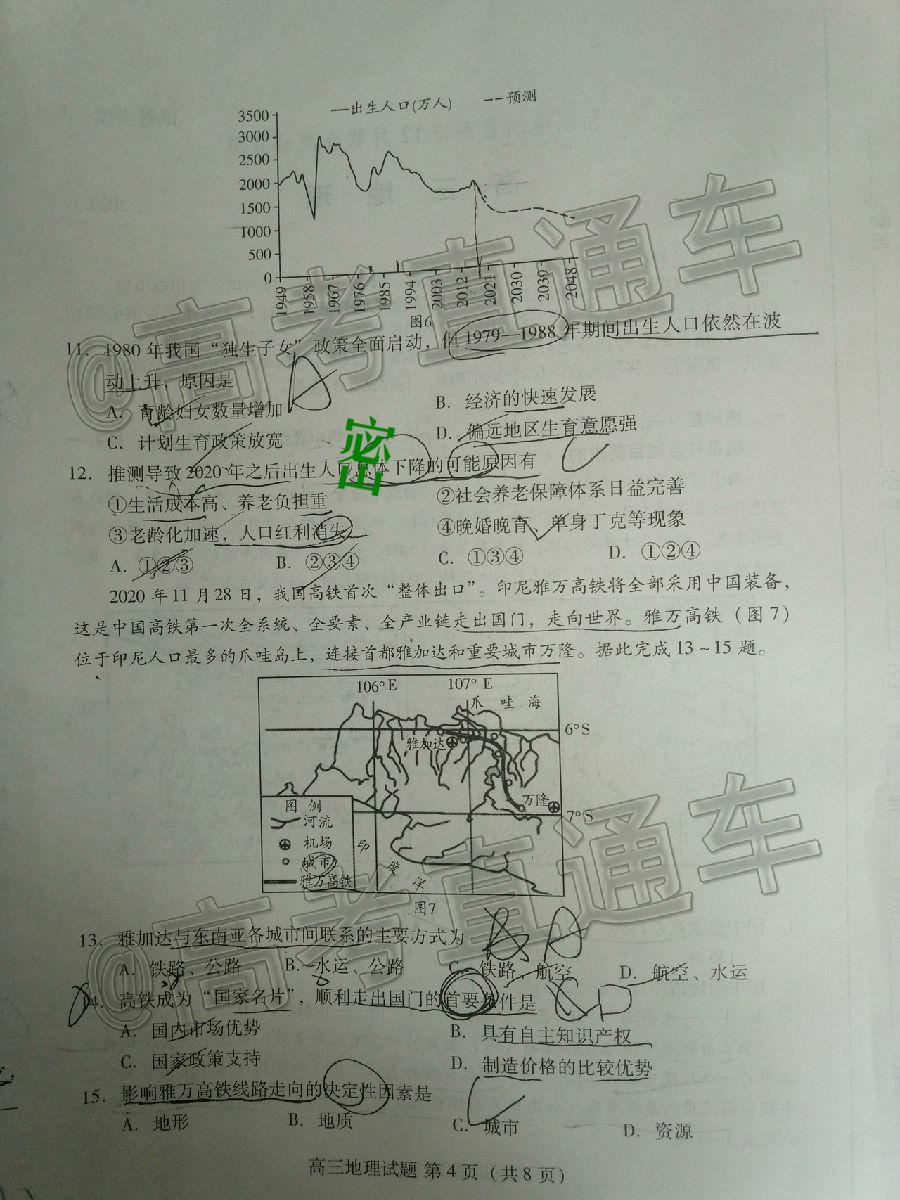 —出生人口(万人) --预测
3500
3000
2500
2000
1500
1000
500
0
1949 1958 1967 1976 1985 1994 2003 2012 2021 2030 2039 2048
图6
11. 1980年我国“独生子女”政策全面启动,但1979—1988年期间出生人口依然在波
动上升,原因是
A. 育龄妇女数量增加 B. 经济的快速发展
C. 计划生育政策放宽 D. 偏远地区生育意愿强
密出
12. 推测导致2020年之后出生人口总体下降的可能原因有
①生活成本高、养老负担重 ②社会养老保障体系日益完善
③老龄化加速,人口红利消失 ④晚婚晚育、单身丁克等现象
A. ①②③ B. ②③④ C. ①③④ D. ①②④
2020年11月28日,我国高铁首次“整体出口”。印尼雅万高铁将全部采用中国装备,
这是中国高铁第一次全系统、全要素、全产业链走出国门,走向世界。雅万高铁(图7)
位于印尼人口最多的爪哇岛上,连接首都雅加达和重要城市万隆。据此完成13~15题。
106°E 107°E
爪哇海
6°S
雅加达
万隆
7°S
图例
河流
机场
城市
雅万高铁
图7
13. 雅加达与东南亚各城市间联系的主要方式为
A. 铁路、公路 B. 水运、公路 C. 铁路、航空 D. 航空、水运
14. 高铁成为“国家名片”,顺利走出国门的首要条件是
A. 国内市场优势 B. 具有自主知识产权
C. 国家政策支持 D. 制造价格的比较优势
15. 影响雅万高铁线路走向的决定性因素是
A. 地形 B. 地质 C. 城市 D. 资源
高三地理试题 第4页(共8页)
@高考直通车
@高考直通车